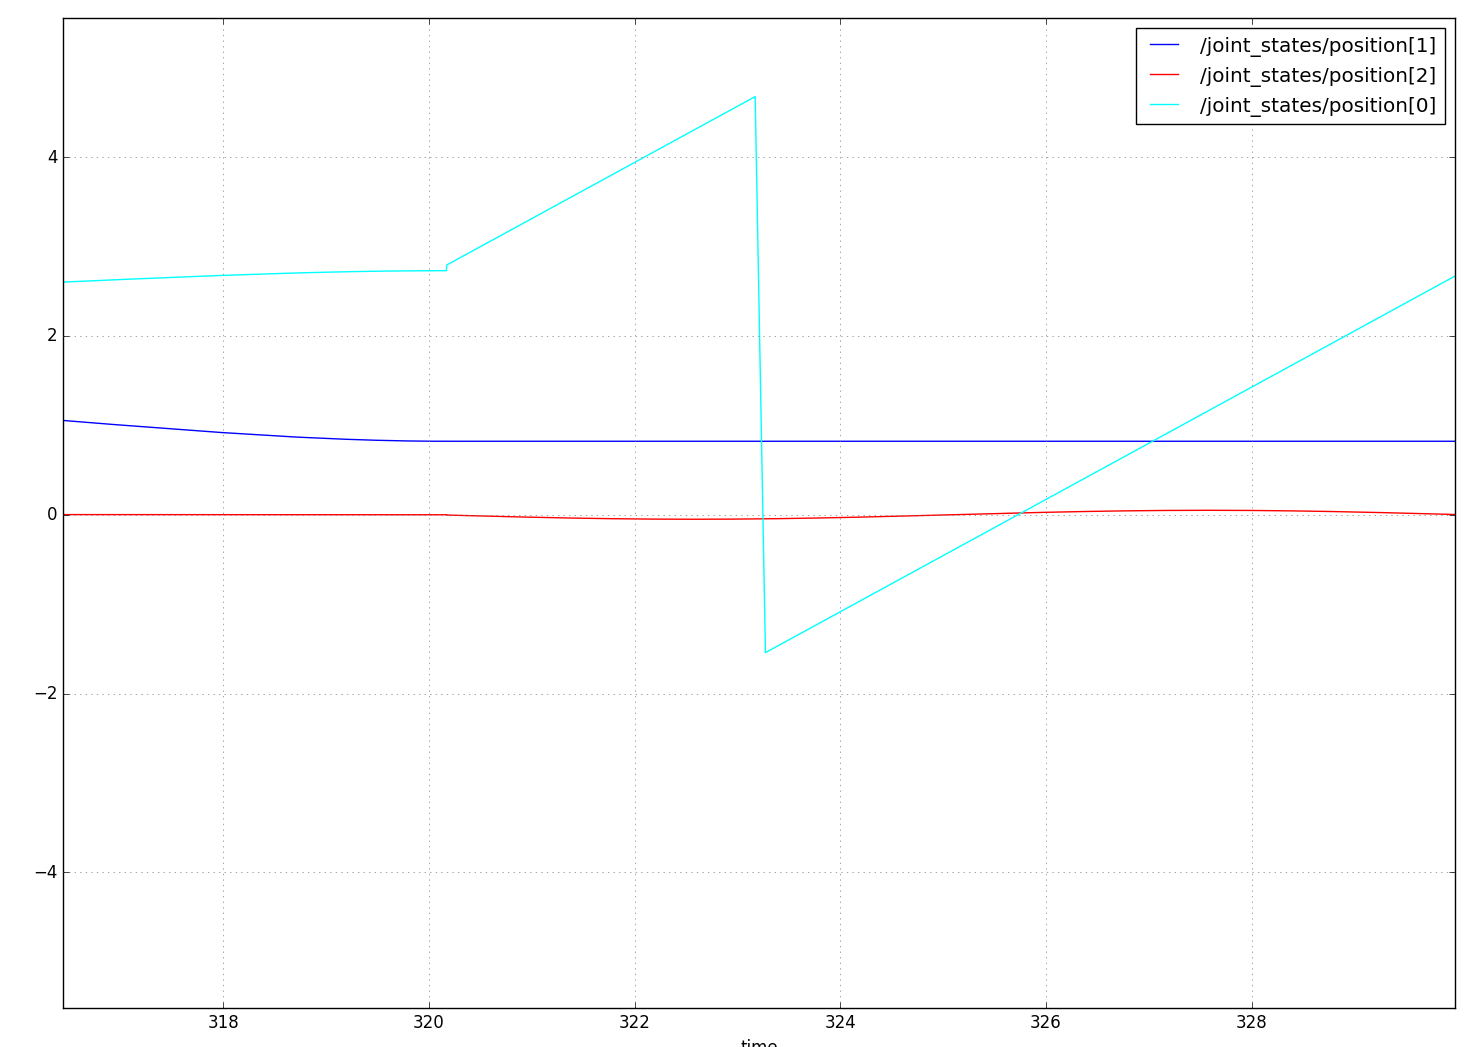 /joint_states/position[1]
/joint_states/position[2]
/joint_states/position[0]
4
2
0
−2
−4
318 320 322 324 326 328
time